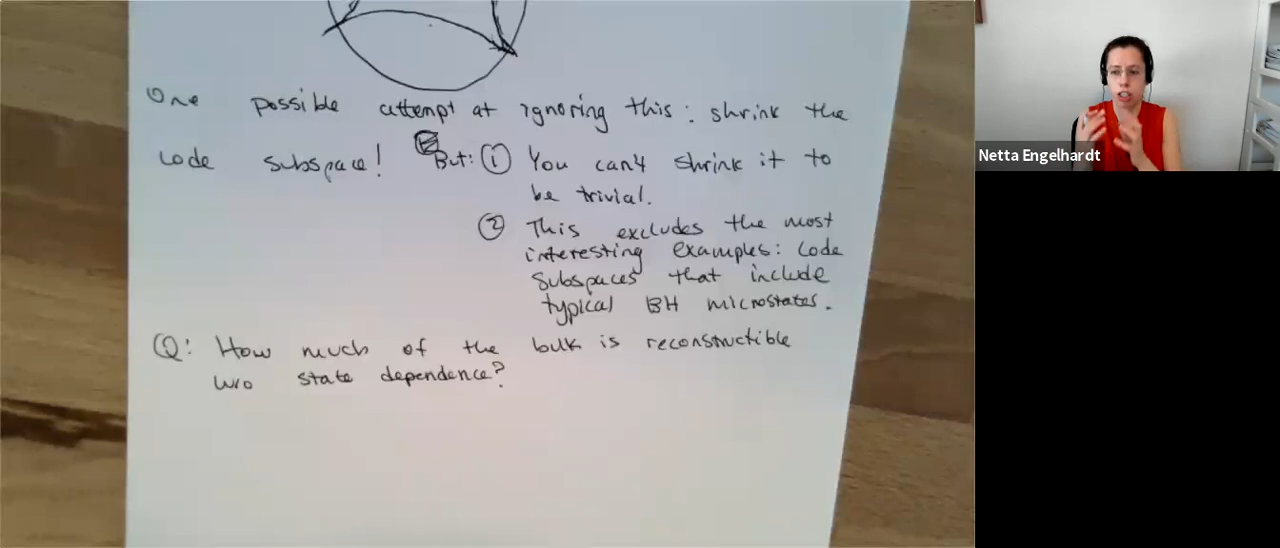 One possible attempt at ignoring this: shrink the
code subspace! But: ① You can't shrink it to
be trivial.
② This excludes the most
interesting examples: code
subspaces that include
typical BH microstates.
Q: How much of the bulk is reconstructible
w/o state dependence?
Netta Engelhardt